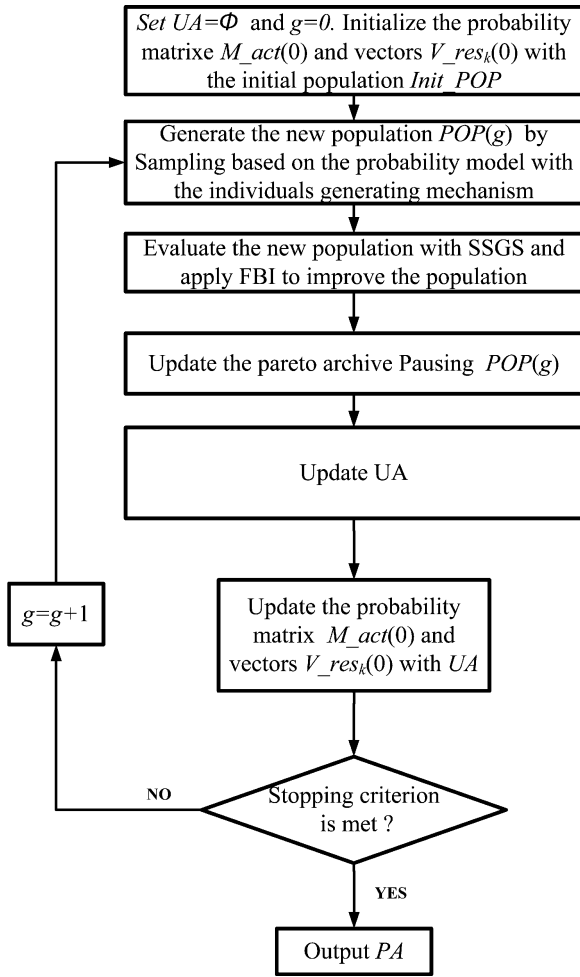 Set UA=Φ and g=0. Initialize the probability
matrixe M_act(0) and vectors V_resk(0) with
the initial population Init_POP
Generate the new population POP(g) by
Sampling based on the probability model with
the individuals generating mechanism
Evaluate the new population with SSGS and
apply FBI to improve the population
Update the pareto archive Pausing POP(g)
Update UA
Update the probability
matrix M_act(0) and
vectors V_resk(0) with UA
g=g+1
Stopping criterion
is met ?
NO
YES
Output PA